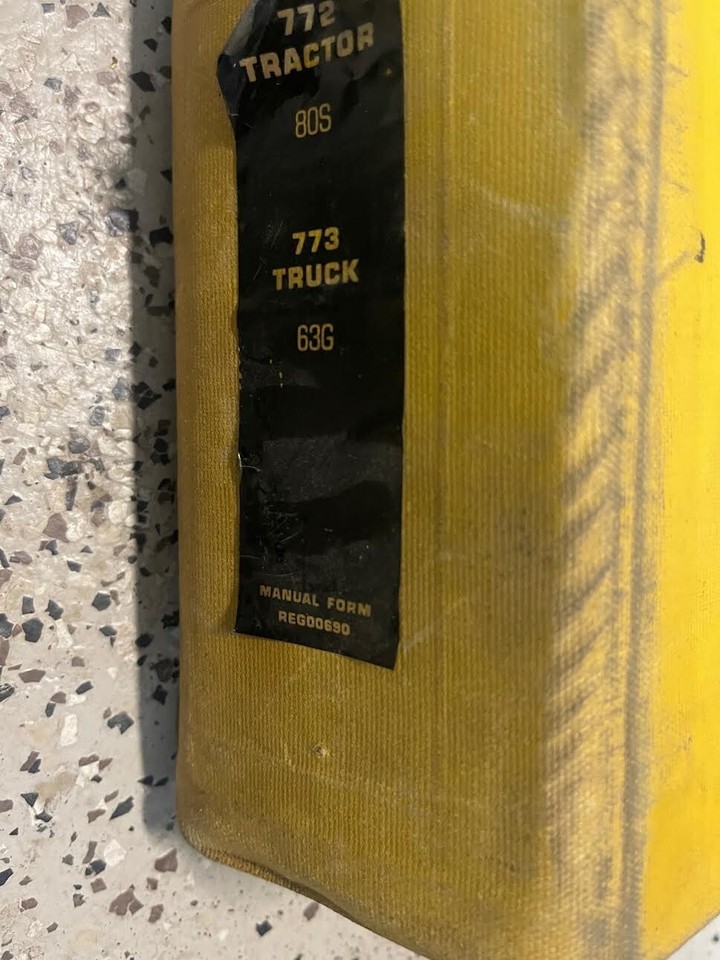 772
TRACTOR
80S
773
TRUCK
63G
MANUAL FORM
REG00690